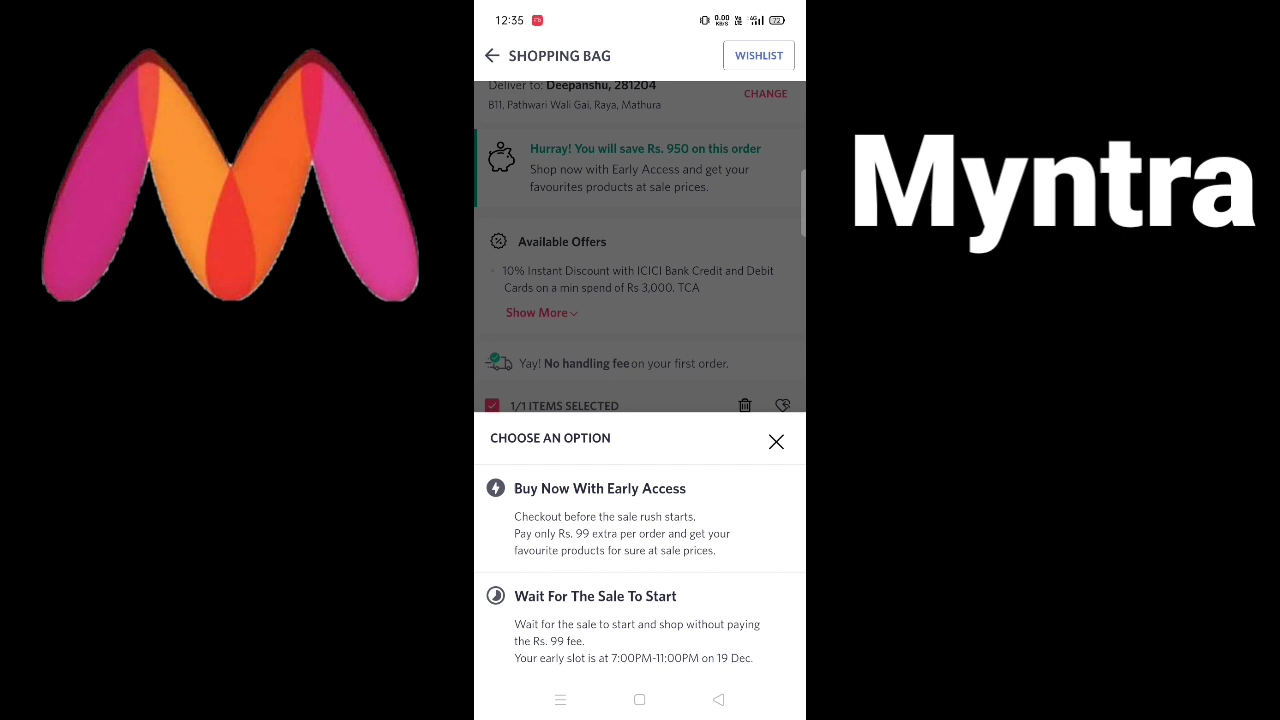 12:35
0.00
KB/S
Vo
LTE
4G
72
SHOPPING BAG
WISHLIST
Deliver to: Deepanshu, 281204
CHANGE
811, Pathwari Wali Gai, Raya, Mathura
Hurray! You will save Rs. 950 on this order
Shop now with Early Access and get your
favourites products at sale prices.
Available Offers
10% Instant Discount with ICICI Bank Credit and Debit
Cards on a min spend of Rs 3,000. TCA
Show More
Yay! No handling fee on your first order.
1/1 ITEMS SELECTED
CHOOSE AN OPTION
Buy Now With Early Access
Checkout before the sale rush starts.
Pay only Rs. 99 extra per order and get your
favourite products for sure at sale prices.
Wait For The Sale To Start
Wait for the sale to start and shop without paying
the Rs. 99 fee.
Your early slot is at 7:00PM-11:00PM on 19 Dec.
Myntra